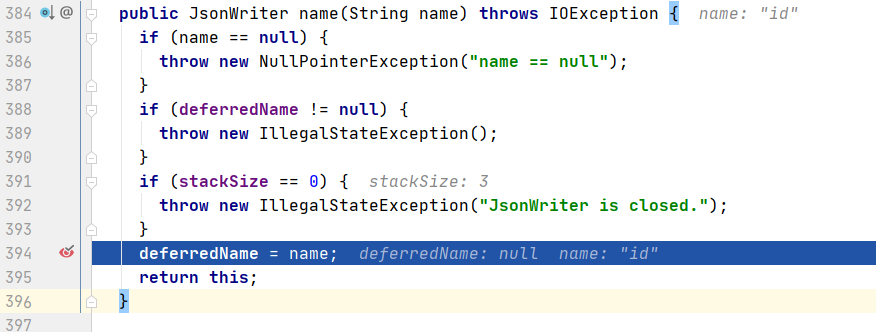 384 @ public JsonWriter name(String name) throws IOException { name: "id"
385 if (name == null) {
386 throw new NullPointerException("name == null");
387 }
388 if (deferredName != null) {
389 throw new IllegalStateException();
390 }
391 if (stackSize == 0) { stackSize: 3
392 throw new IllegalStateException("JsonWriter is closed.");
393 }
394 deferredName = name; deferredName: null name: "id"
395 return this;
396 }
397